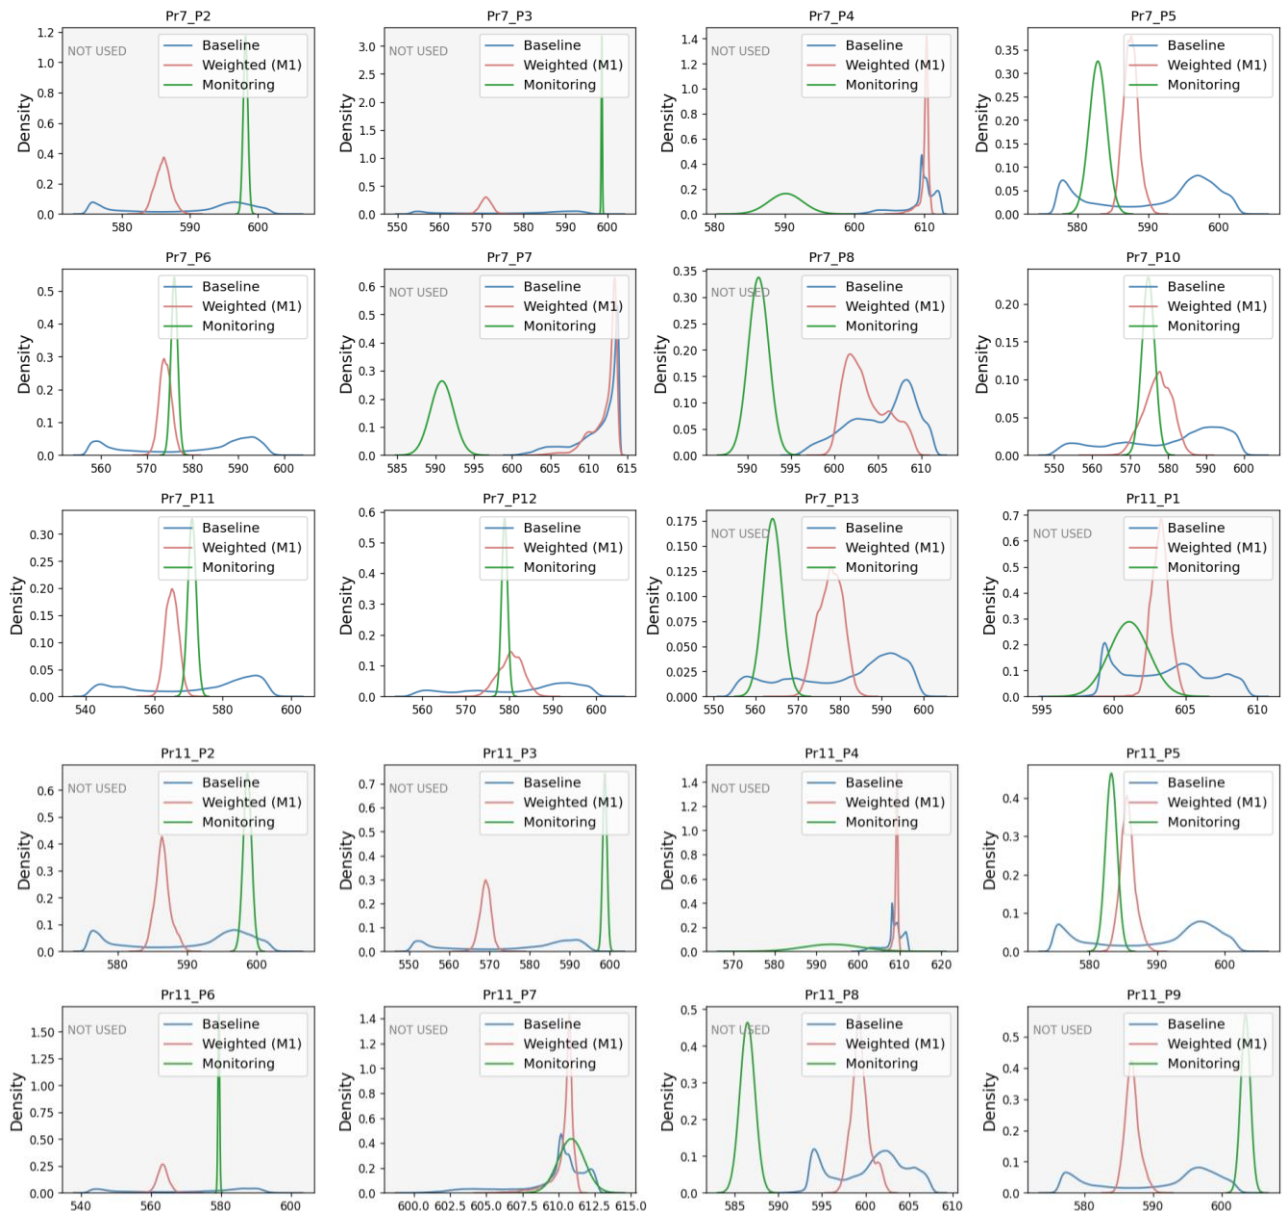 Pr7_P2
NOT USED
Baseline
Weighted (M1)
Monitoring
Density
1.2
1.0
0.8
0.6
0.4
0.2
0.0
580 590 600
Pr7_P3
NOT USED
Baseline
Weighted (M1)
Monitoring
Density
3.0
2.5
2.0
1.5
1.0
0.5
0.0
550 560 570 580 590 600
Pr7_P4
NOT USED
Baseline
Weighted (M1)
Monitoring
Density
1.4
1.2
1.0
0.8
0.6
0.4
0.2
0.0
580 590 600 610
Pr7_P5
Baseline
Weighted (M1)
Monitoring
Density
0.35
0.30
0.25
0.20
0.15
0.10
0.05
0.00
580 590 600
Pr7_P6
Baseline
Weighted (M1)
Monitoring
Density
0.5
0.4
0.3
0.2
0.1
0.0
560 570 580 590 600
Pr7_P7
NOT USED
Baseline
Weighted (M1)
Monitoring
Density
0.6
0.5
0.4
0.3
0.2
0.1
0.0
585 590 595 600 605 610 615
Pr7_P8
NOT USED
Baseline
Weighted (M1)
Monitoring
Density
0.35
0.30
0.25
0.20
0.15
0.10
0.05
0.00
590 595 600 605 610
Pr7_P10
Baseline
Weighted (M1)
Monitoring
Density
0.20
0.15
0.10
0.05
0.00
550 560 570 580 590 600
Pr7_P11
Baseline
Weighted (M1)
Monitoring
Density
0.30
0.25
0.20
0.15
0.10
0.05
0.00
540 560 580 600
Pr7_P12
Baseline
Weighted (M1)
Monitoring
Density
0.6
0.5
0.4
0.3
0.2
0.1
0.0
560 570 580 590 600
Pr7_P13
NOT USED
Baseline
Weighted (M1)
Monitoring
Density
0.175
0.150
0.125
0.100
0.075
0.050
0.025
0.000
550 560 570 580 590 600
Pr11_P1
NOT USED
Baseline
Weighted (M1)
Monitoring
Density
0.7
0.6
0.5
0.4
0.3
0.2
0.1
0.0
595 600 605 610
Pr11_P2
NOT USED
Baseline
Weighted (M1)
Monitoring
Density
0.6
0.5
0.4
0.3
0.2
0.1
0.0
580 590 600
Pr11_P3
NOT USED
Baseline
Weighted (M1)
Monitoring
Density
0.7
0.6
0.5
0.4
0.3
0.2
0.1
0.0
550 560 570 580 590 600
Pr11_P4
NOT USED
Baseline
Weighted (M1)
Monitoring
Density
1.4
1.2
1.0
0.8
0.6
0.4
0.2
0.0
570 580 590 600 610 620
Pr11_P5
Baseline
Weighted (M1)
Monitoring
Density
0.4
0.3
0.2
0.1
0.0
580 590 600
Pr11_P6
NOT USED
Baseline
Weighted (M1)
Monitoring
Density
1.50
1.25
1.00
0.75
0.50
0.25
0.00
540 560 580 600
Pr11_P7
Baseline
Weighted (M1)
Monitoring
Density
1.4
1.2
1.0
0.8
0.6
0.4
0.2
0.0
600.0 602.5 605.0 607.5 610.0 612.5 615.0
Pr11_P8
NOT USED
Baseline
Weighted (M1)
Monitoring
Density
0.5
0.4
0.3
0.2
0.1
0.0
585 590 595 600 605 610
Pr11_P9
NOT USED
Baseline
Weighted (M1)
Monitoring
Density
0.5
0.4
0.3
0.2
0.1
0.0
580 590 600